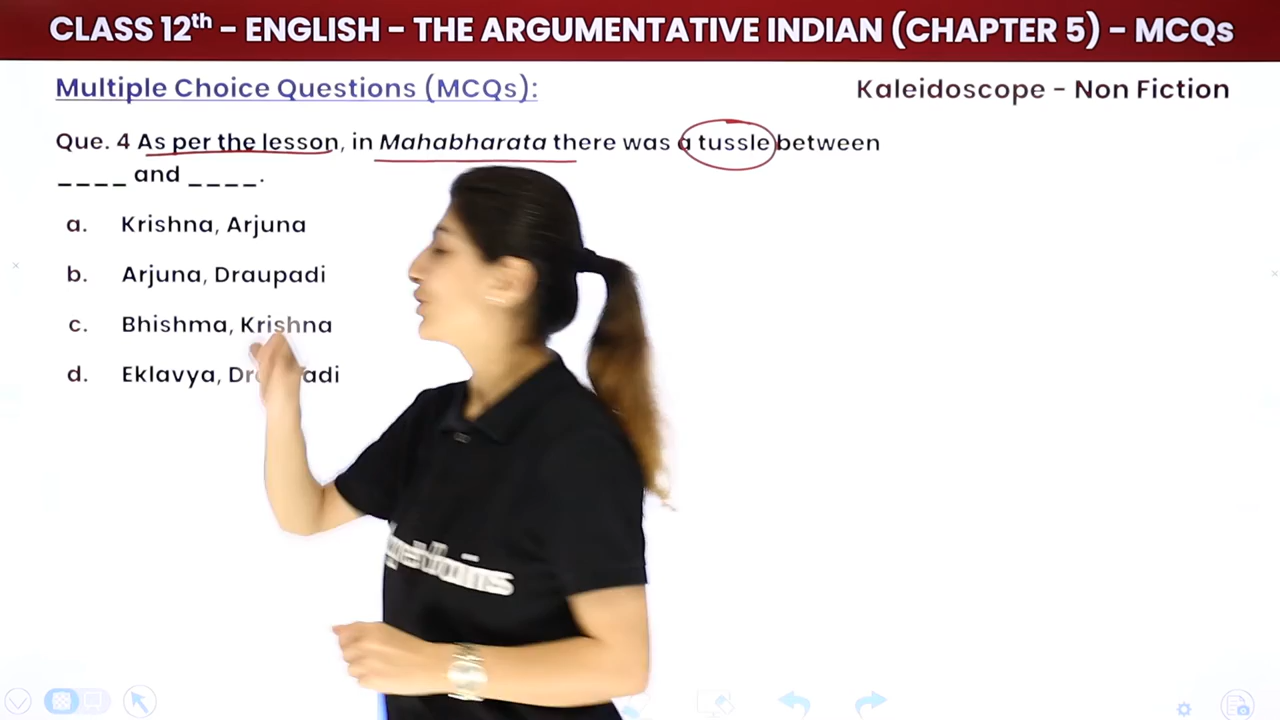 CLASS 12th – ENGLISH – THE ARGUMENTATIVE INDIAN (CHAPTER 5) – MCQs
Multiple Choice Questions (MCQs):
Kaleidoscope - Non Fiction
Que. 4 As per the lesson, in Mahabharata there was a tussle between
____ and ____.
a. Krishna, Arjuna
b. Arjuna, Draupadi
c. Bhishma, Krishna
d. Eklavya,